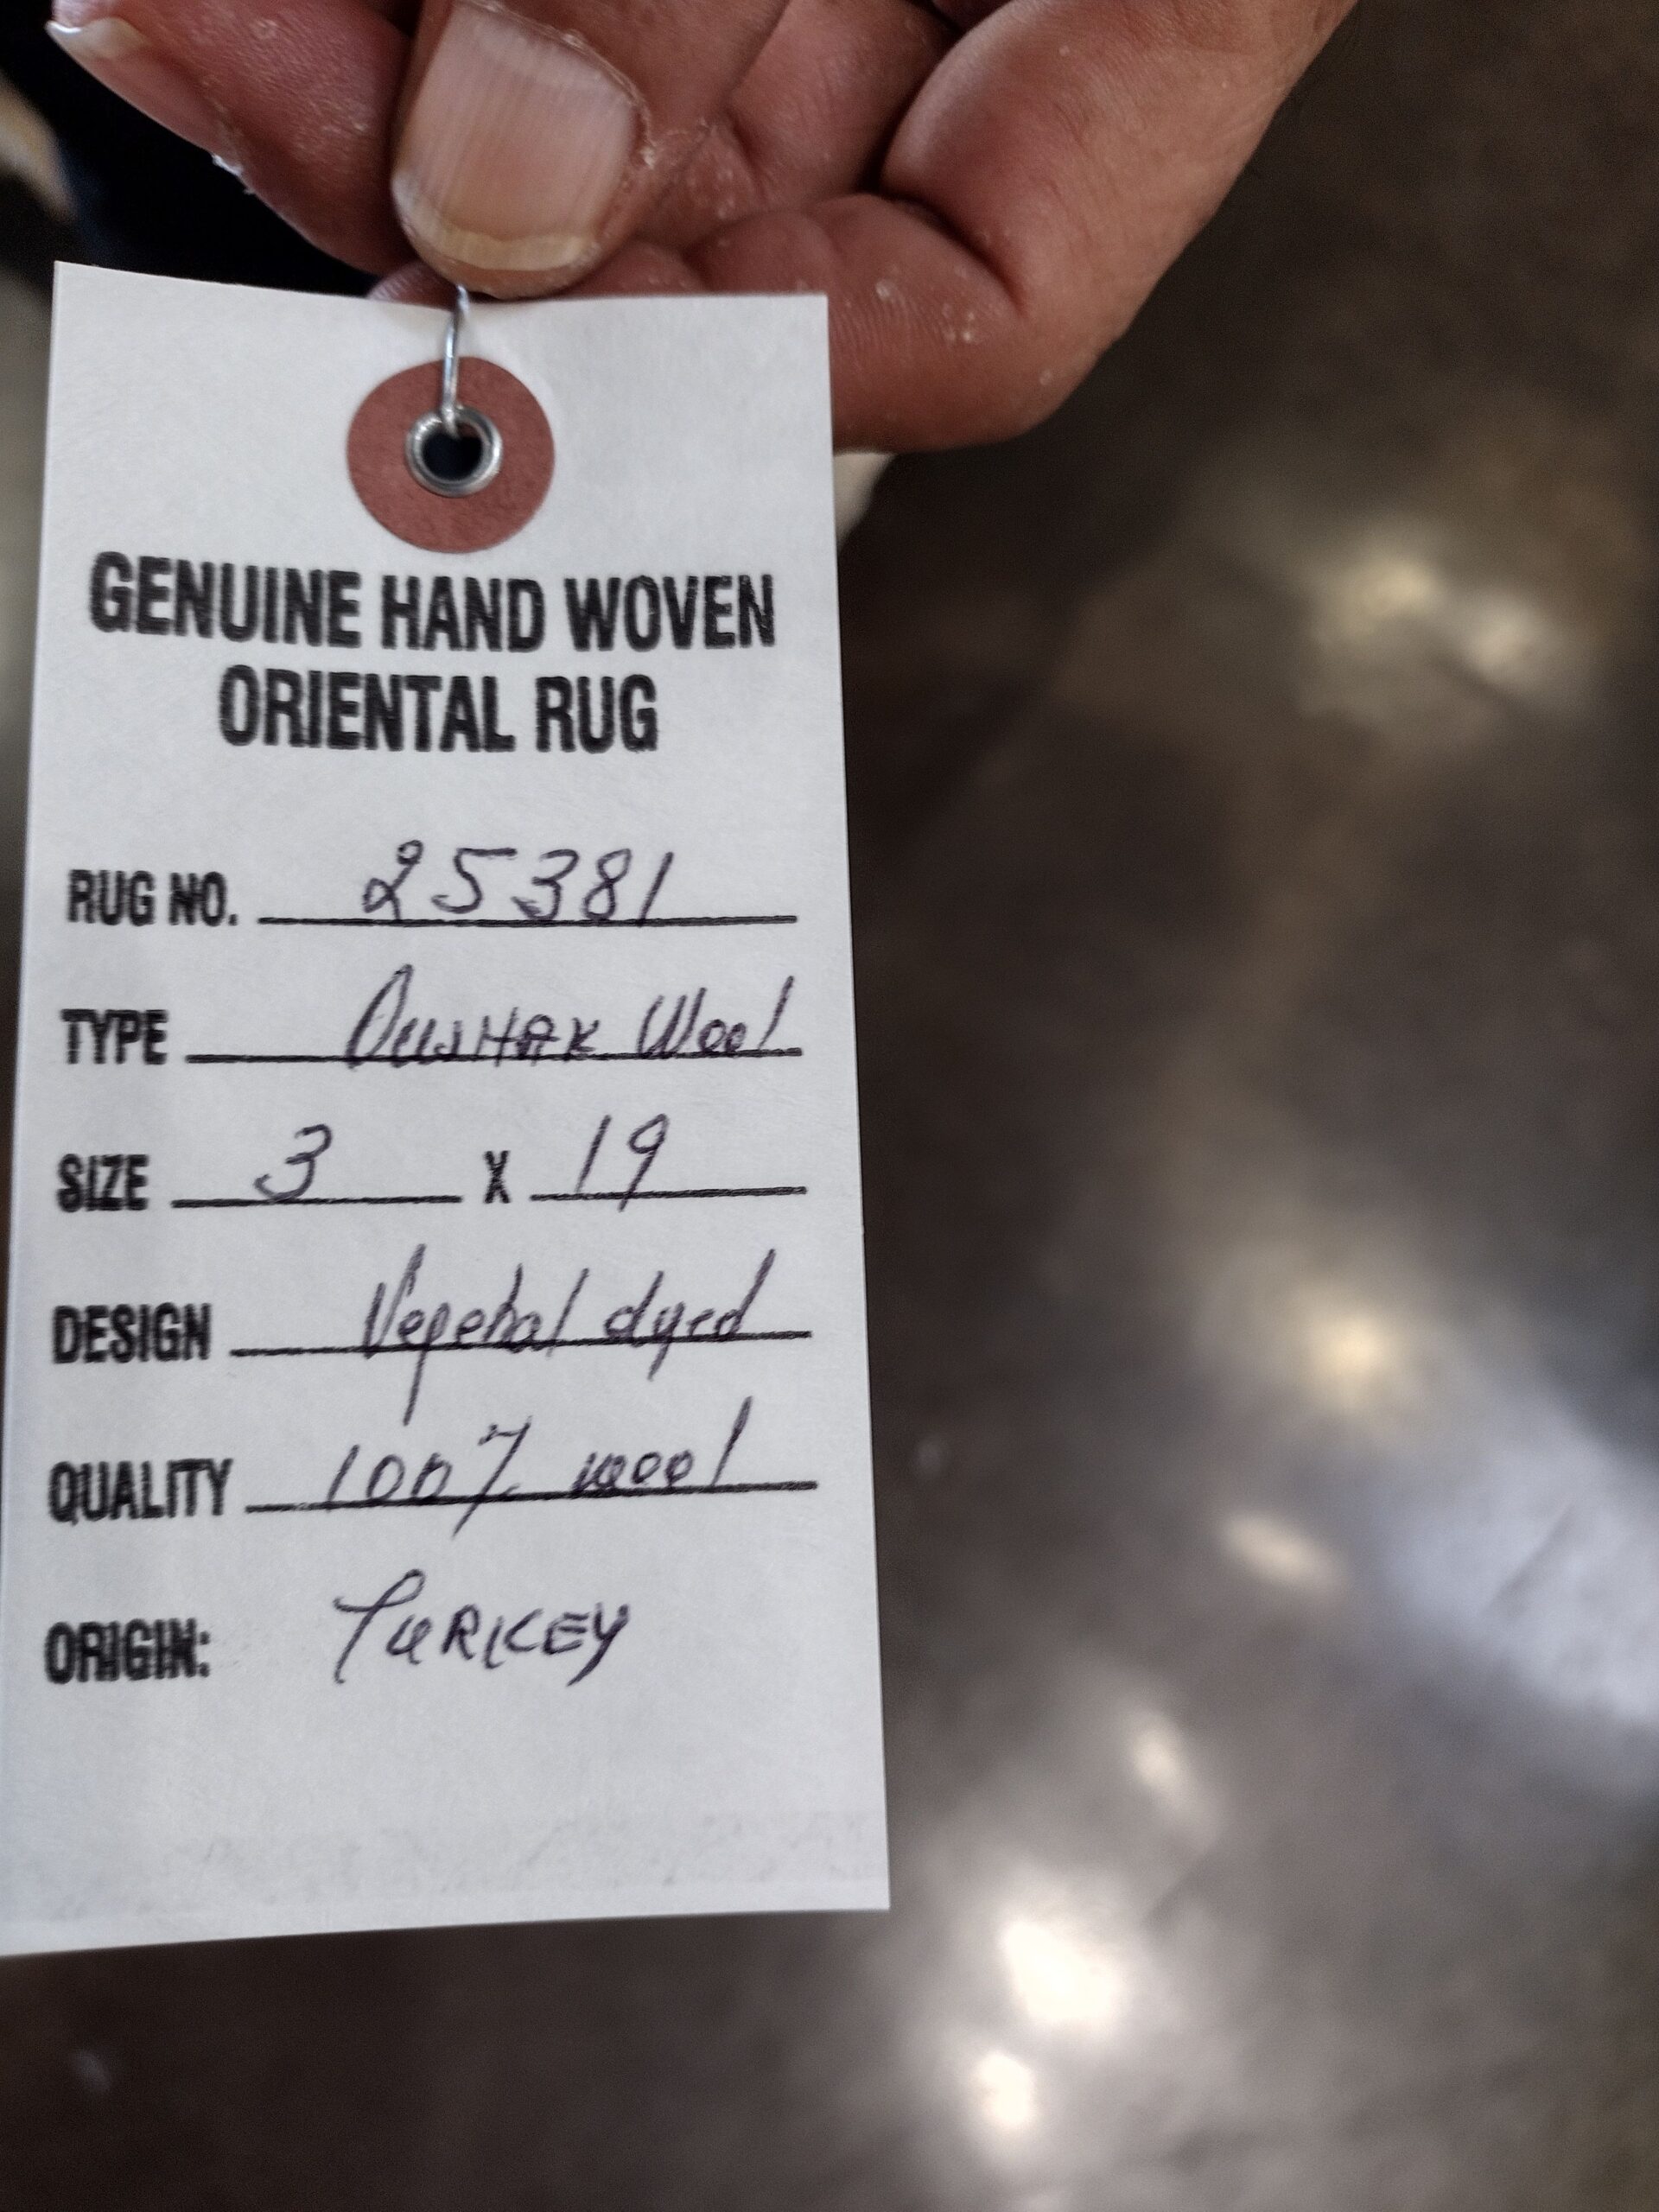 GENUINE HAND WOVEN
ORIENTAL RUG
RUG NO. 25381
TYPE Oushak Wool
SIZE 3 X 19
DESIGN Vegetal dyed
QUALITY 100% wool
ORIGIN: TURKEY